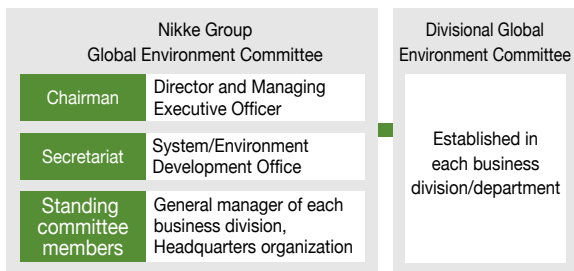 Nikke Group
Global Environment Committee
Chairman
Director and Managing
Executive Officer
Secretariat
System/Environment
Development Office
Standing
committee
members
General manager of each
business division,
Headquarters organization
Divisional Global
Environment Committee
Established in
each business
division/department